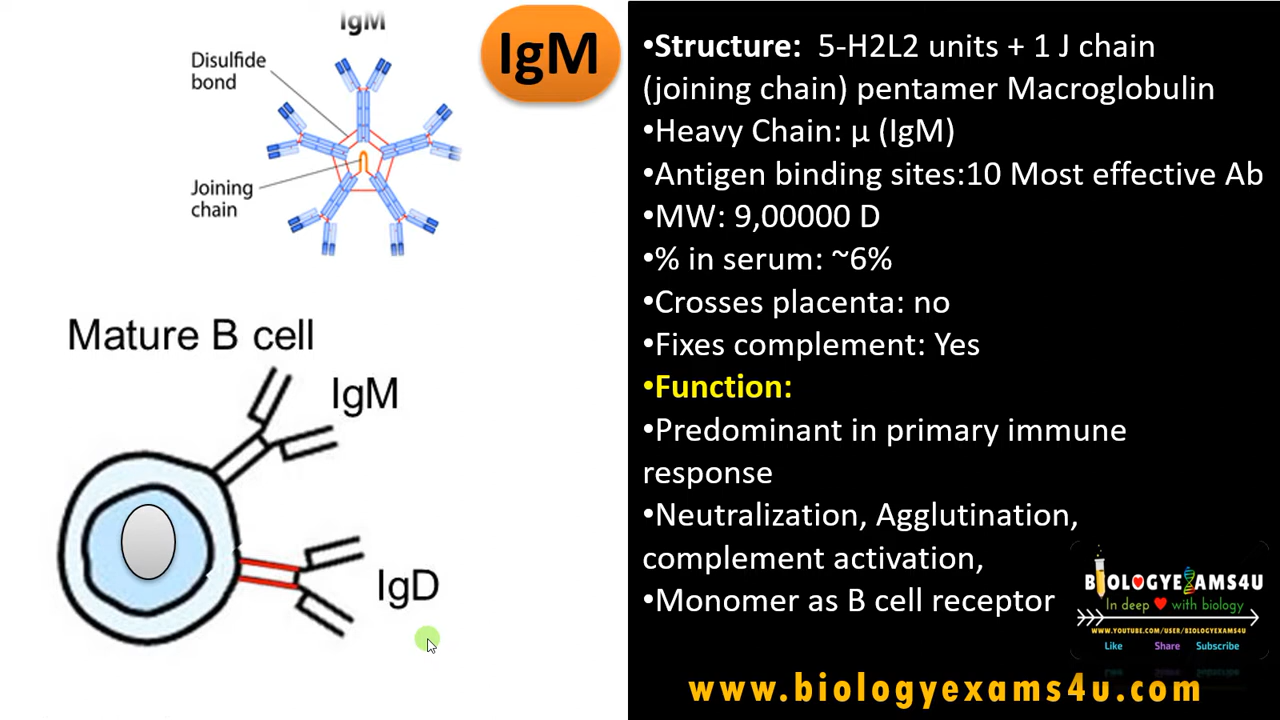 IgM
Disulfide
bond
Joining
chain
IgM
Mature B cell
IgM
IgD
•Structure: 5-H2L2 units + 1 J chain
(joining chain) pentamer Macroglobulin
•Heavy Chain: µ (IgM)
•Antigen binding sites:10 Most effective Ab
•MW: 9,00000 D
•% in serum: ~6%
•Crosses placenta: no
•Fixes complement: Yes
•Function:
•Predominant in primary immune
response
•Neutralization, Agglutination,
complement activation,
•Monomer as B cell receptor
BIOLOGYEXAMS4U
In deep ❤ with biology
WWW.YOUTUBE.COM/USER/BIOLOGYEXAMS4U
Like Share Subscribe
www.biologyexams4u.com